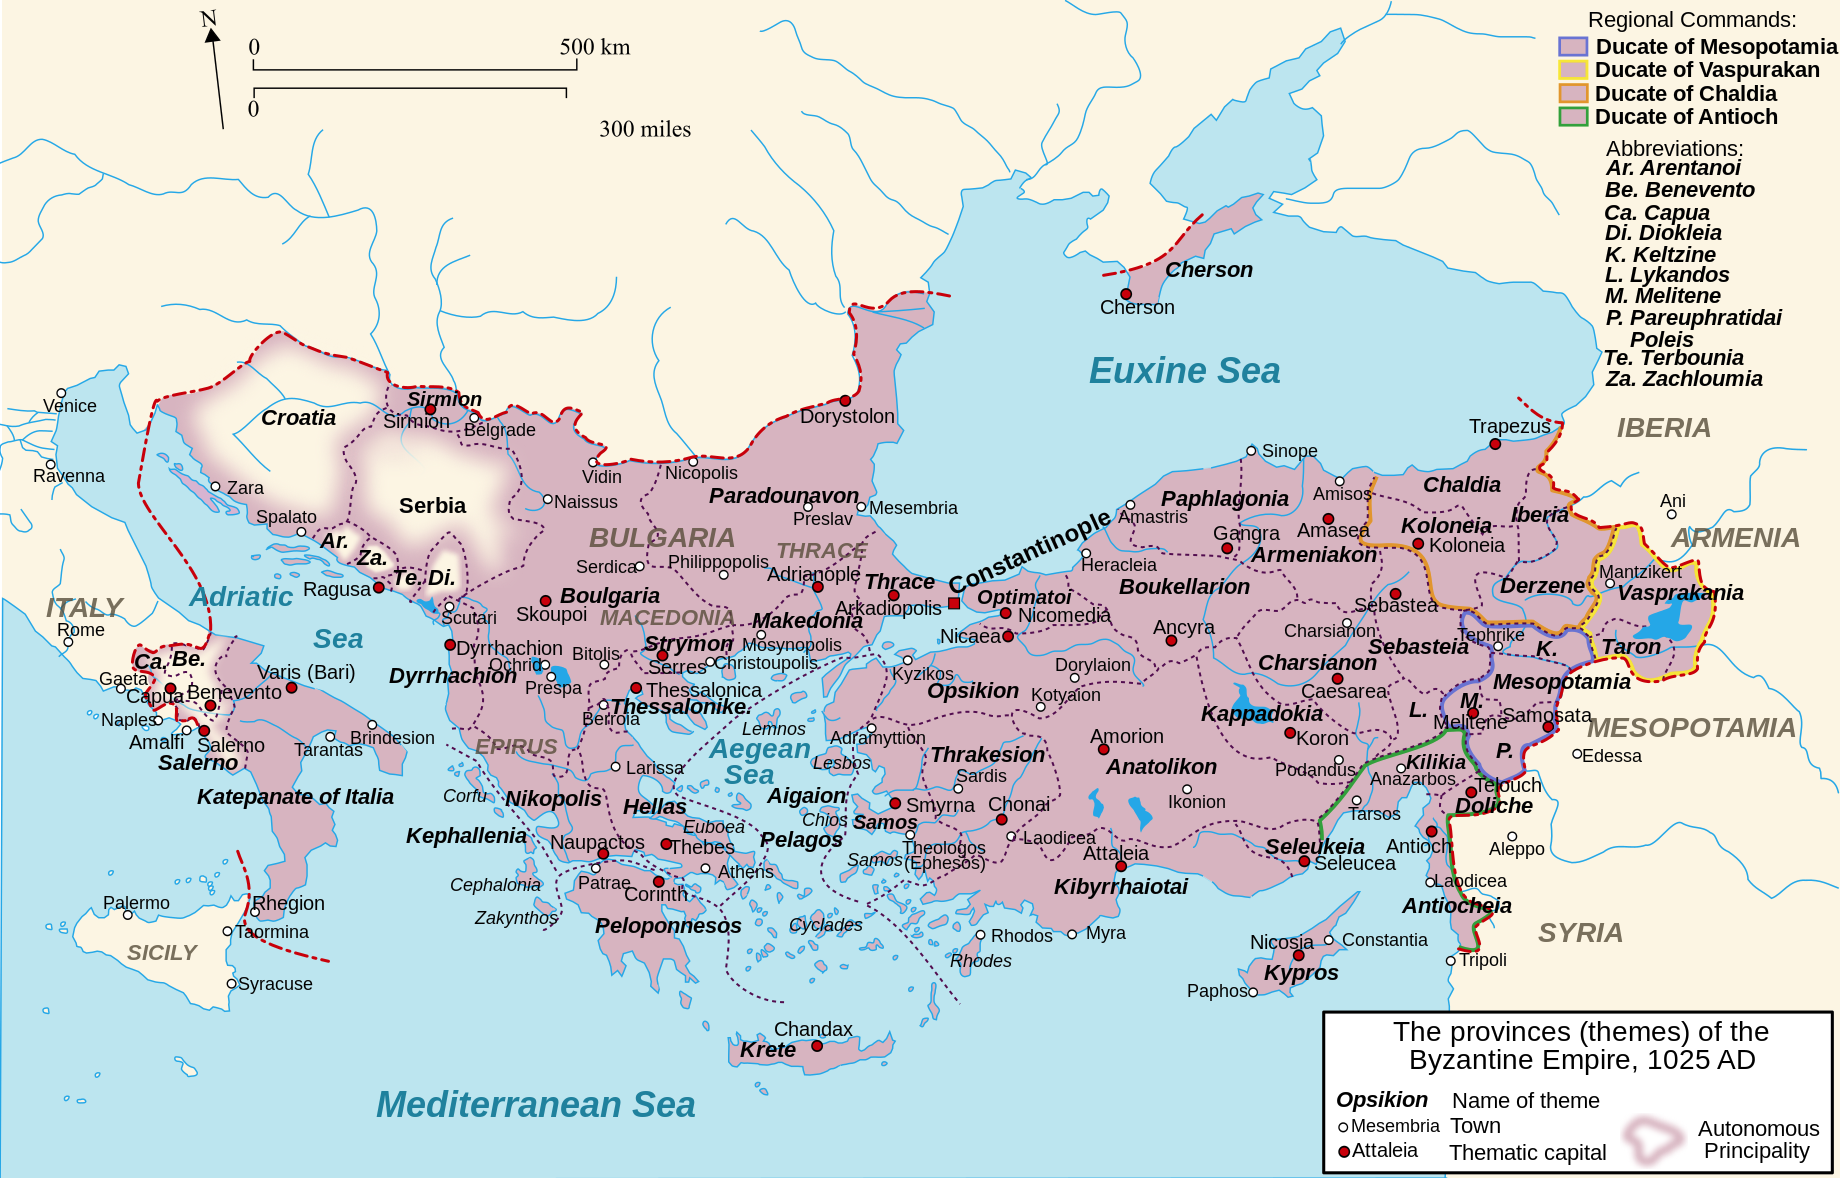 N
0
500 km
0
300 miles
Regional Commands:
Ducate of Mesopotamia
Ducate of Vaspurakan
Ducate of Chaldia
Ducate of Antioch
Abbreviations:
Ar. Arentanoi
Be. Benevento
Ca. Capua
Di. Diokleia
K. Keltzine
L. Lykandos
M. Melitene
P. Pareuphratidai
Poleis
Te. Terbounia
Za. Zachloumia
Cherson
Cherson
Euxine Sea
Venice
Ravenna
Croatia
Sirmion
Sirmion
Belgrade
Dorystolon
Trapezus
IBERIA
Zara
Spalato
Serbia
Vidin
Nicopolis
Naissus
Paradounavon
Preslav
Mesembria
Sinope
Amisos
Amastris
Paphlagonia
Chaldia
Iberia
Ani
ARMENIA
Ar.
Za.
Te.
Di.
Ragusa
Scutari
BULGARIA
THRACE
Serdica
Philippopolis
Adrianople
Thrace
Arkadiopolis
Constantinople
Heracleia
Gangra
Amasea
Armeniakon
Koloneia
Koloneia
Boukellarion
Derzene
Mantzikert
Vasprakania
ITALY
Rome
Adriatic
Sea
Skoupoi
Boulgaria
MACEDONIA
Makedonia
Optimatoi
Nicomedia
Nicaea
Ancyra
Sebastea
Charsianon
Sebasteia
Tephrike
K.
Taron
Ca.
Be.
Gaeta
Capua
Benevento
Varis (Bari)
Dyrrhachion
Dyrrhachion
Ochrid
Prespa
Bitolis
Strymon
Serres
Mosynopolis
Christoupolis
Thessalonica
Thessalonike.
Berroia
Kyzikos
Opsikion
Dorylaion
Kotyaion
Charsianon
Caesarea
Mesopotamia
L.
M.
Melitene
Samosata
MESOPOTAMIA
Naples
Amalfi
Salerno
Salerno
Tarantas
Brindesion
EPIRUS
Lemnos
Aegean
Sea
Adramyttion
Lesbos
Thrakesion
Sardis
Amorion
Anatolikon
Kappadokia
Koron
Podandus
Kilikia
Anazarbos
P.
Edessa
Katepanate of Italia
Corfu
Larissa
Nikopolis
Hellas
Euboea
Aigaion
Pelagos
Chios
Samos
Smyrna
Chonai
Ikonion
Tarsos
Telouch
Doliche
Kephallenia
Naupactos
Thebes
Theologos
(Ephesos)
Samos
Laodicea
Attaleia
Seleukeia
Seleucea
Antioch
Aleppo
Cephalonia
Patrae
Athens
Corinth
Kibyrrhaiotai
Laodicea
Palermo
Rhegion
Taormina
SICILY
Syracuse
Zakynthos
Peloponnesos
Cyclades
Rhodos
Rhodes
Myra
Nicosia
Constantia
Kypros
Paphos
Antiocheia
SYRIA
Tripoli
Chandax
Krete
Mediterranean Sea
The provinces (themes) of the
Byzantine Empire, 1025 AD
Opsikion
Name of theme
Mesembria
Town
Attaleia
Thematic capital
Autonomous
Principality